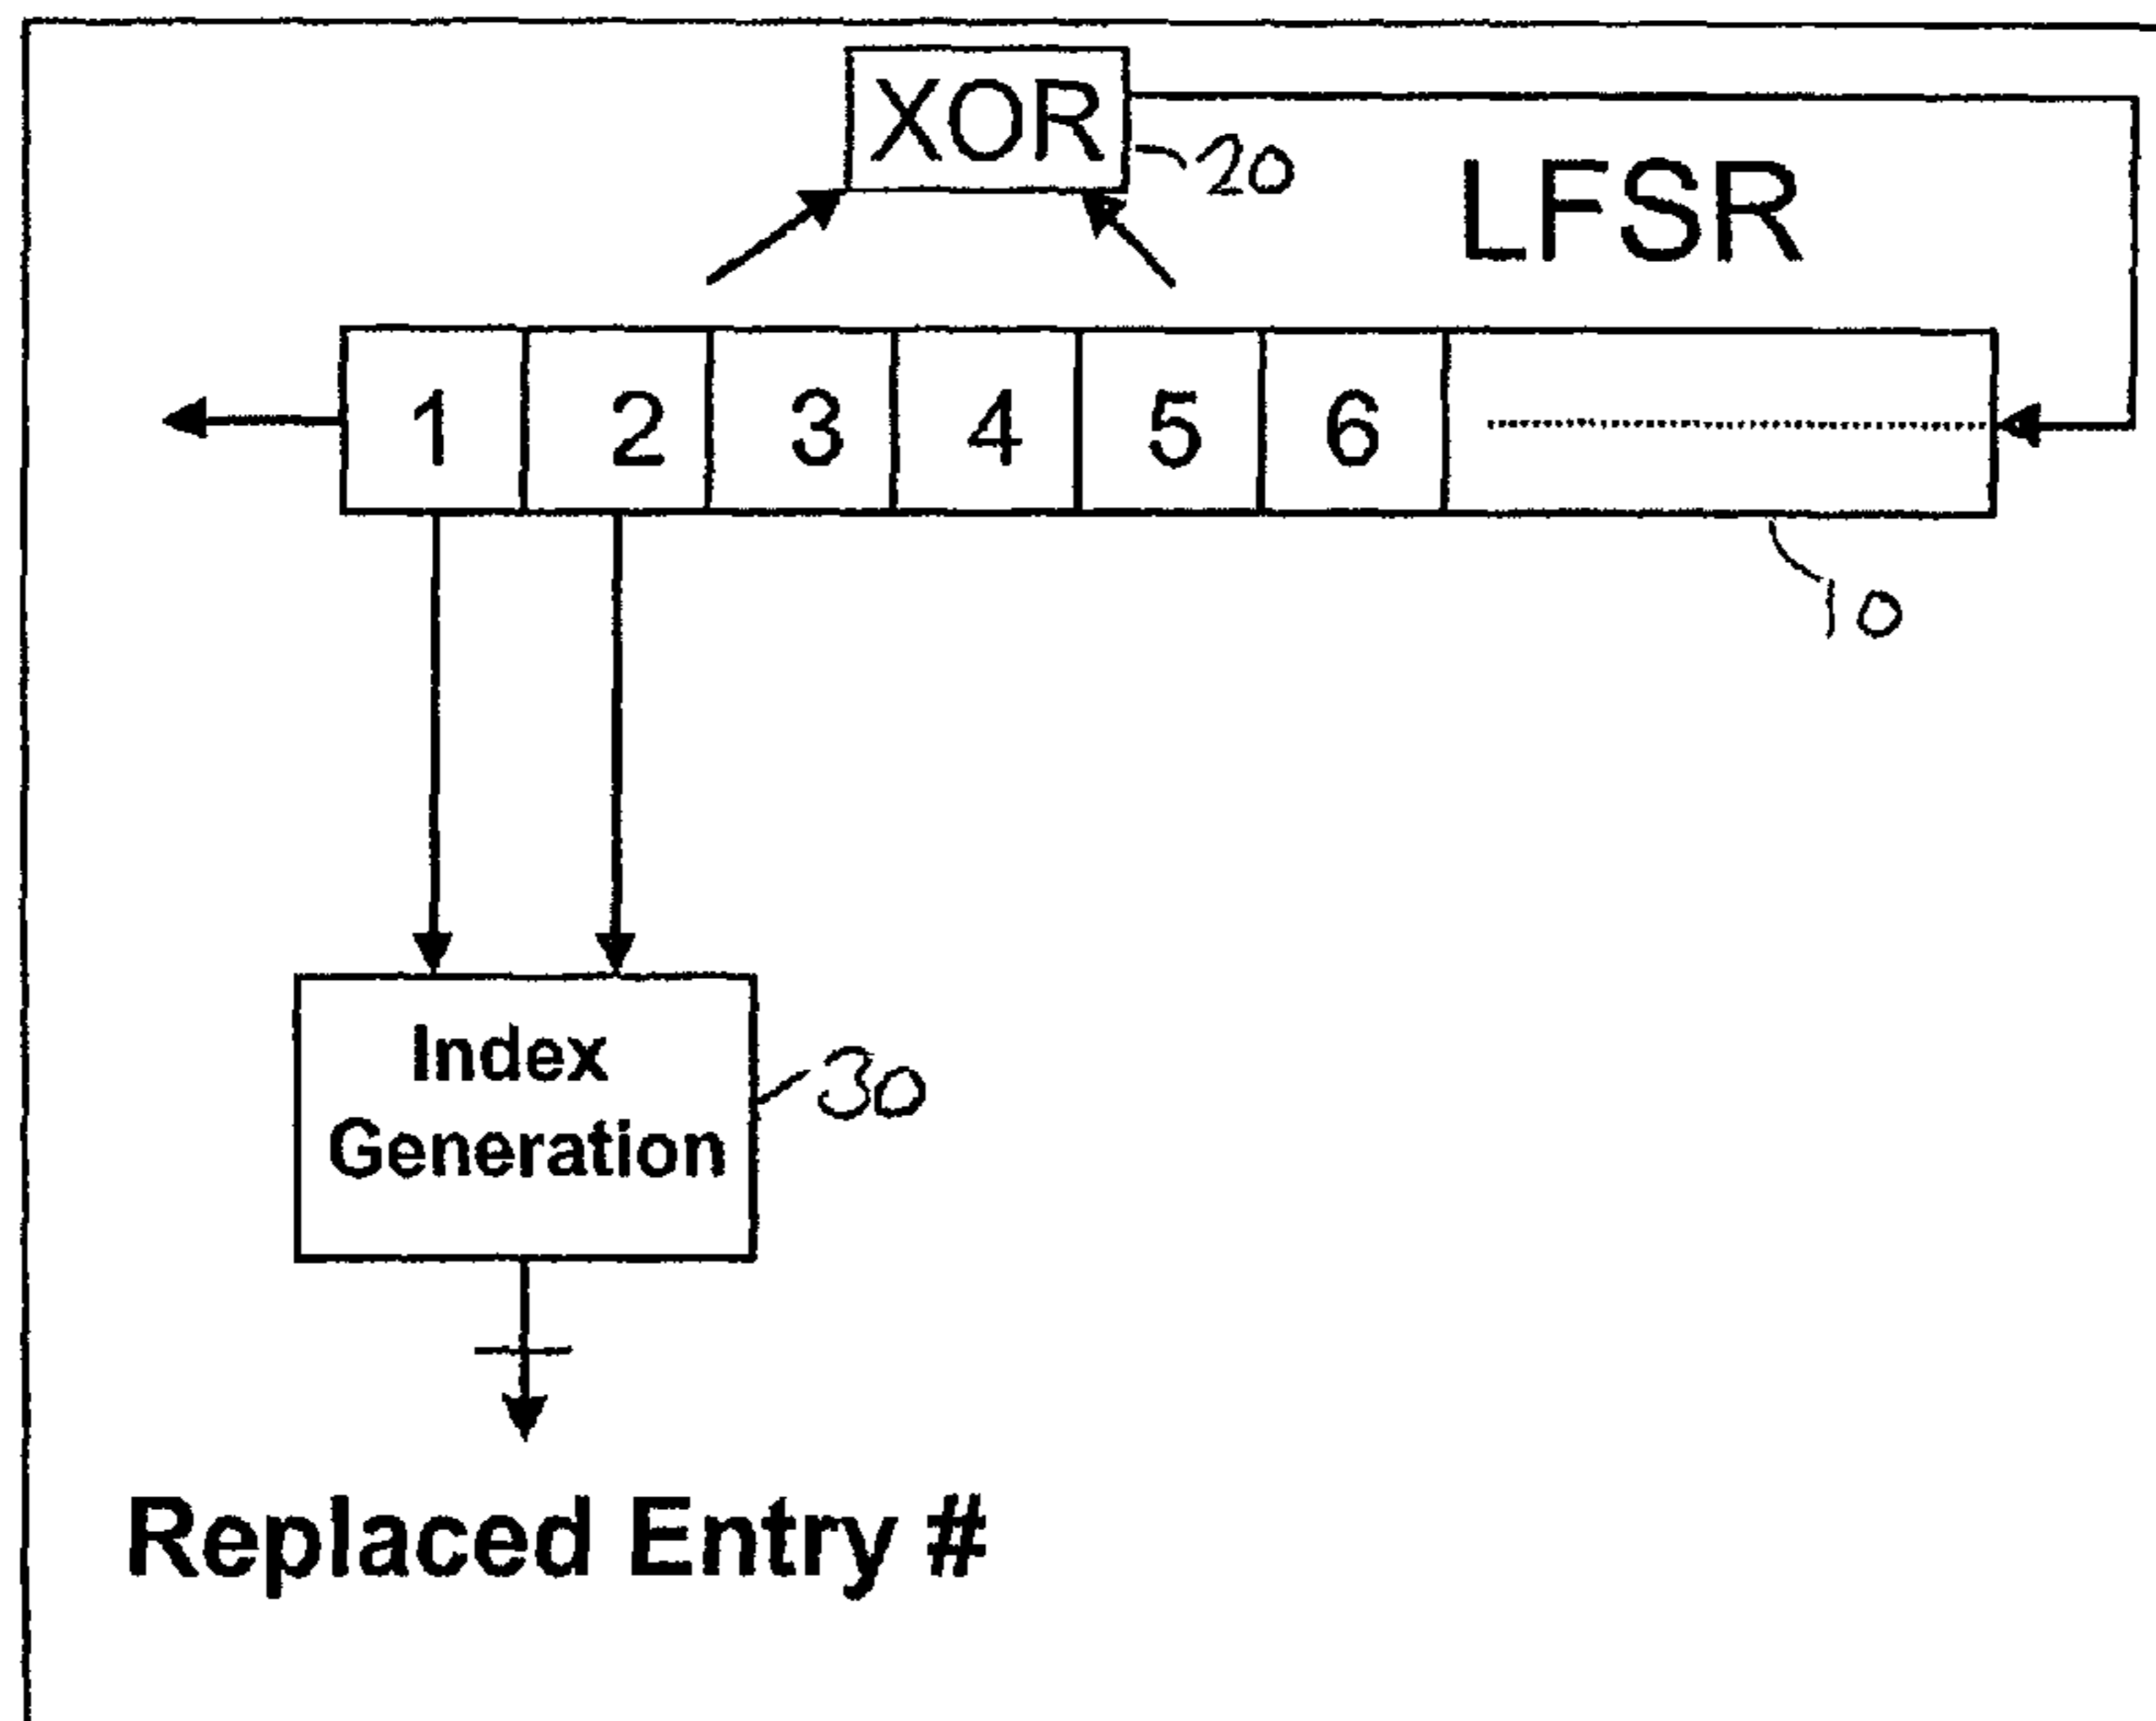 XOR
20
LFSR
1 2 3 4 5 6
10
Index
Generation
30
Replaced Entry #